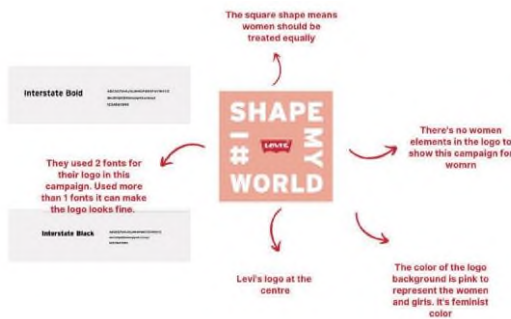 The square shape means
women should be
treated equally
Interstate Bold
SHAPE
MY
WORLD
#I
Levi's
There's no women
elements in the logo to
show this campaign for
womrn
They used 2 fonts for
their logo in this
campaign. Used more
than 1 fonts it can make
the logo looks fine.
Interstate Black
Levi's logo at the
centre
The color of the logo
background is pink to
represent the women
and girls. It's feminist
color